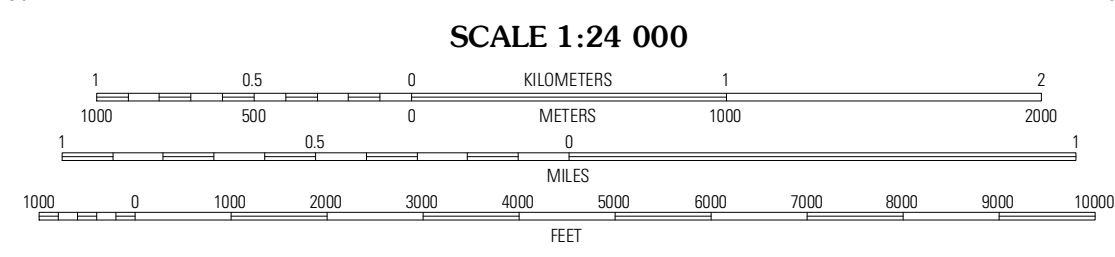 SCALE 1:24 000
1 0.5 0 KILOMETERS 1 2
1000 500 0 METERS 1000 2000
1 0.5 0 1
MILES
1000 0 1000 2000 3000 4000 5000 6000 7000 8000 9000 10000
FEET